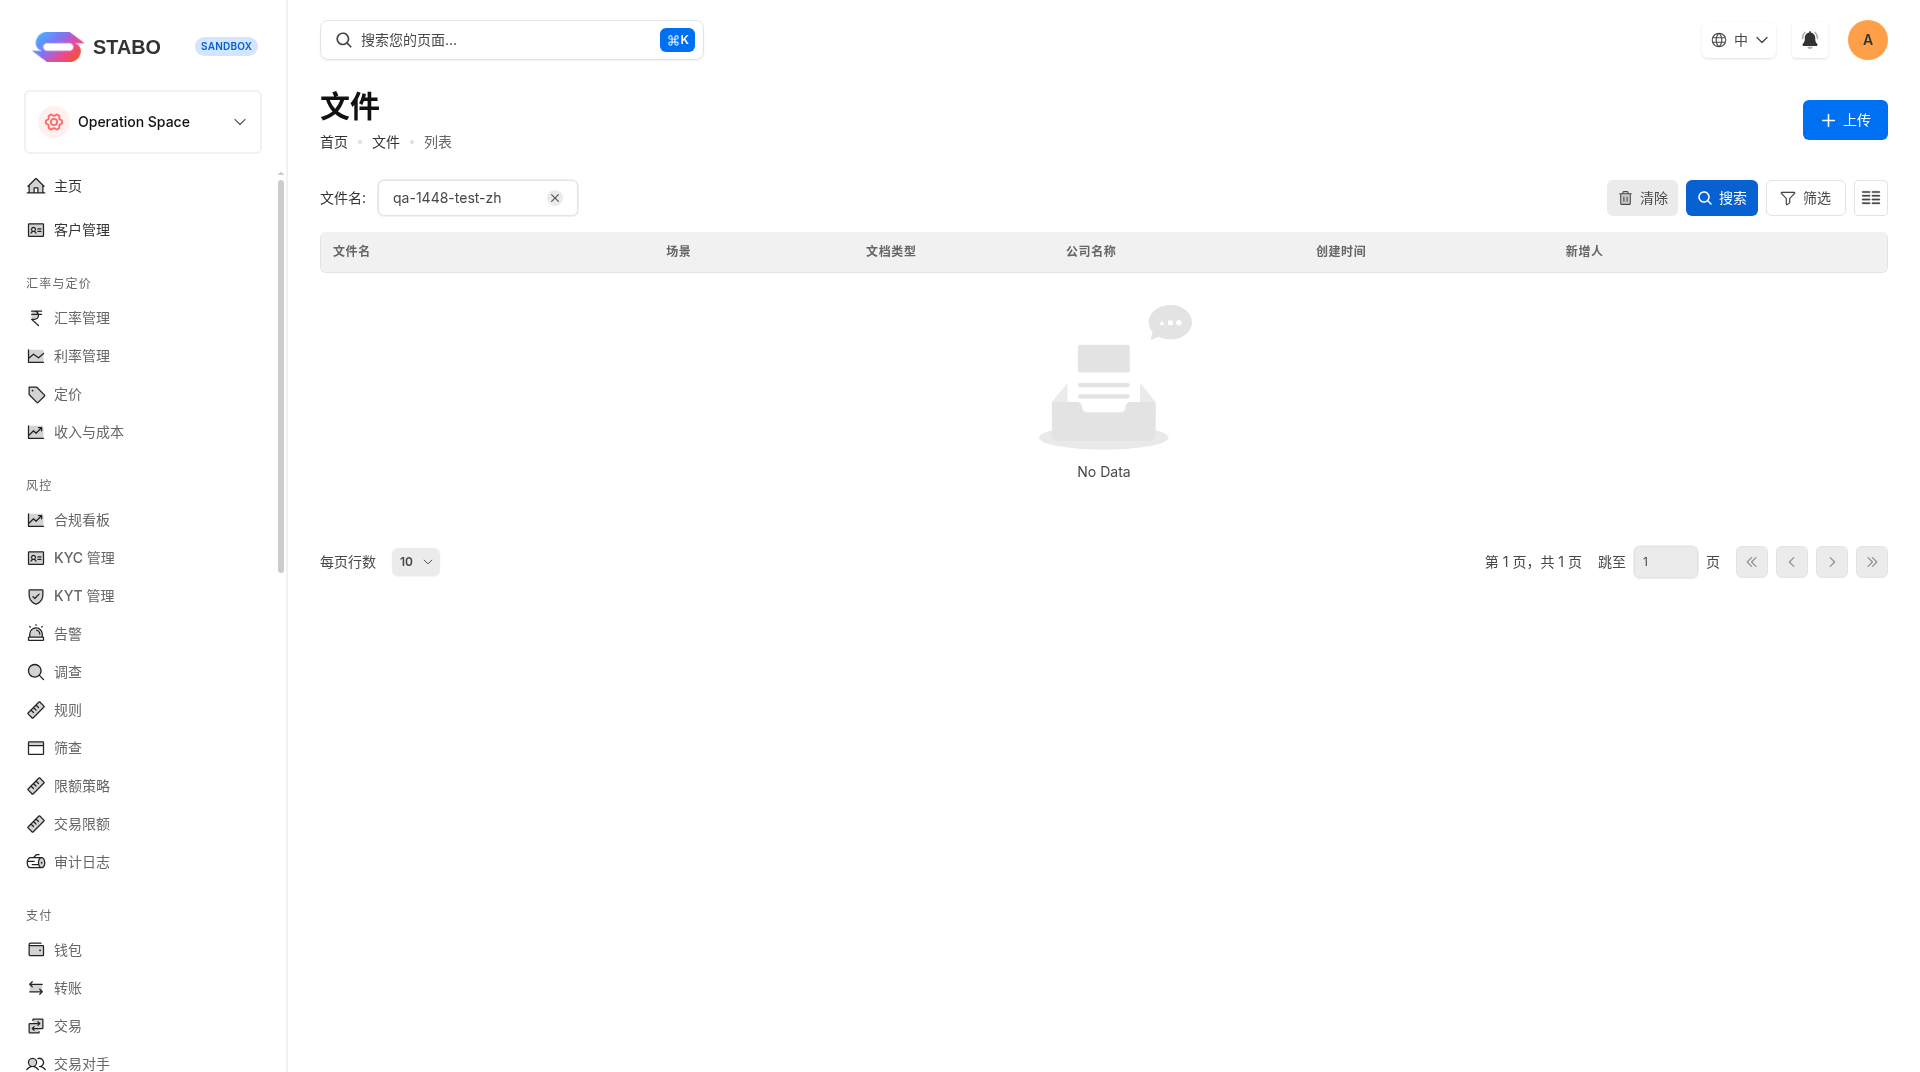 STABO
SANDBOX
Operation Space
主页
客户管理
汇率与定价
汇率管理
利率管理
定价
收入与成本
风控
合规看板
KYC 管理
KYT 管理
告警
调查
规则
筛查
限额策略
交易限额
审计日志
支付
钱包
转账
交易
交易对手
搜索您的页面...
⌘K
中
A
文件
首页 • 文件 • 列表
上传
文件名: qa-1448-test-zh
清除 搜索 筛选
文件名 场景 文档类型 公司名称 创建时间 新增人
No Data
每页行数 10
第 1 页，共 1 页 跳至 1 页